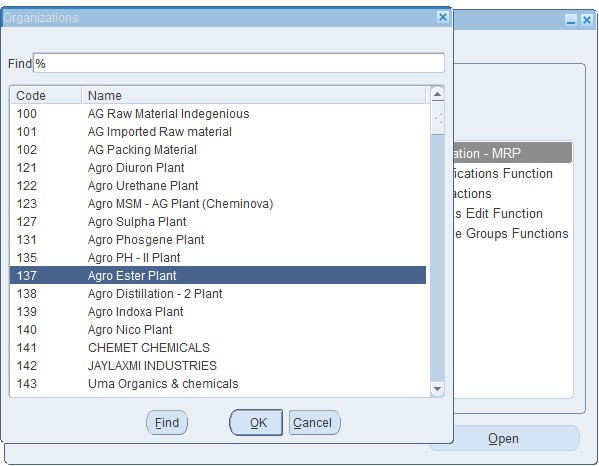 Organizations
Find %
Code Name
100 AG Raw Material Indegenious
101 AG Imported Raw material
102 AG Packing Material
121 Agro Diuron Plant
122 Agro Urethane Plant
123 Agro MSM - AG Plant (Cheminova)
127 Agro Sulpha Plant
131 Agro Phosgene Plant
135 Agro PH - II Plant
137 Agro Ester Plant
138 Agro Distillation - 2 Plant
139 Agro Indoxa Plant
140 Agro Nico Plant
141 CHEMET CHEMICALS
142 JAYLAXMI INDUSTRIES
143 Uma Organics & chemicals
Find OK Cancel
ation - MRP
ications Function
actions
s Edit Function
e Groups Functions
Open